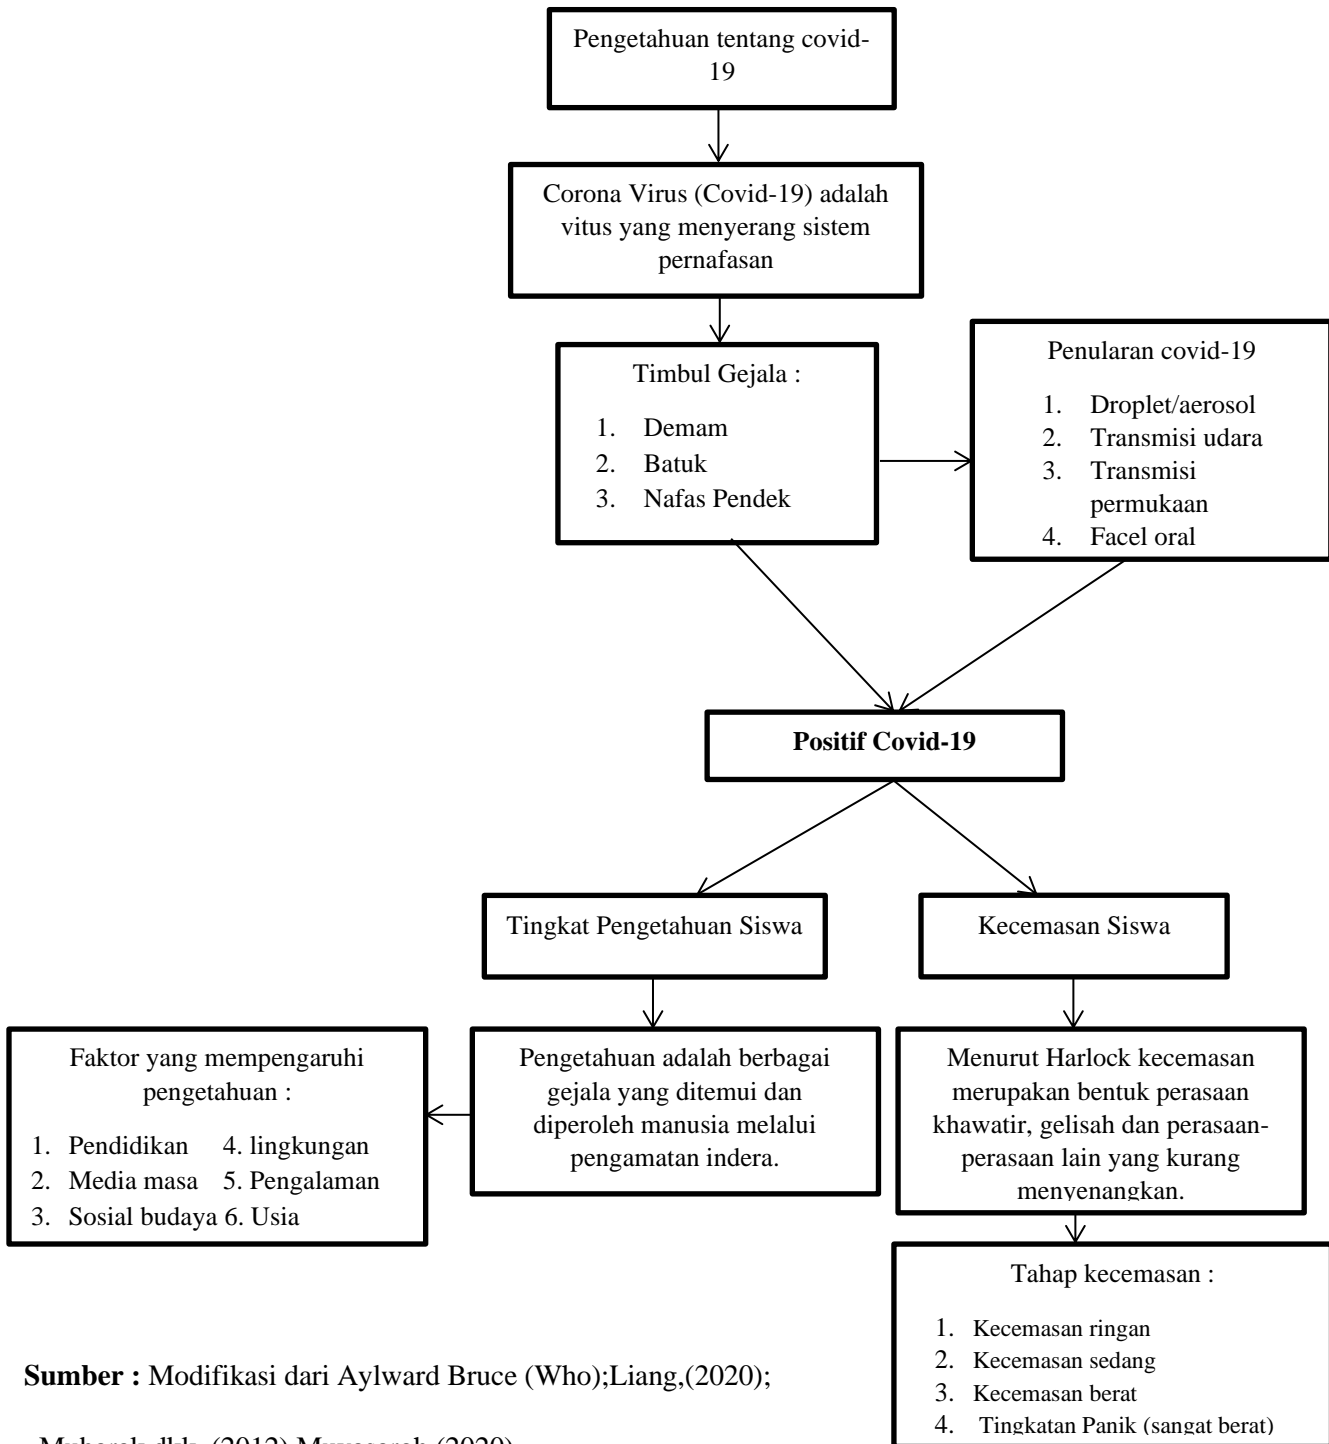 Pengetahuan tentang covid-
19
Corona Virus (Covid-19) adalah
vitus yang menyerang sistem
pernafasan
Timbul Gejala :
1. Demam
2. Batuk
3. Nafas Pendek
Penularan covid-19
1. Droplet/aerosol
2. Transmisi udara
3. Transmisi
permukaan
4. Facel oral
Positif Covid-19
Tingkat Pengetahuan Siswa
Kecemasan Siswa
Faktor yang mempengaruhi
pengetahuan :
1. Pendidikan 4. lingkungan
2. Media masa 5. Pengalaman
3. Sosial budaya 6. Usia
Pengetahuan adalah berbagai
gejala yang ditemui dan
diperoleh manusia melalui
pengamatan indera.
Menurut Harlock kecemasan
merupakan bentuk perasaan
khawatir, gelisah dan perasaan-
perasaan lain yang kurang
menyenangkan.
Tahap kecemasan :
1. Kecemasan ringan
2. Kecemasan sedang
3. Kecemasan berat
4. Tingkatan Panik (sangat berat)
Sumber : Modifikasi dari Aylward Bruce (Who);Liang,(2020);
Mubarak dkk, (2012) (2020)